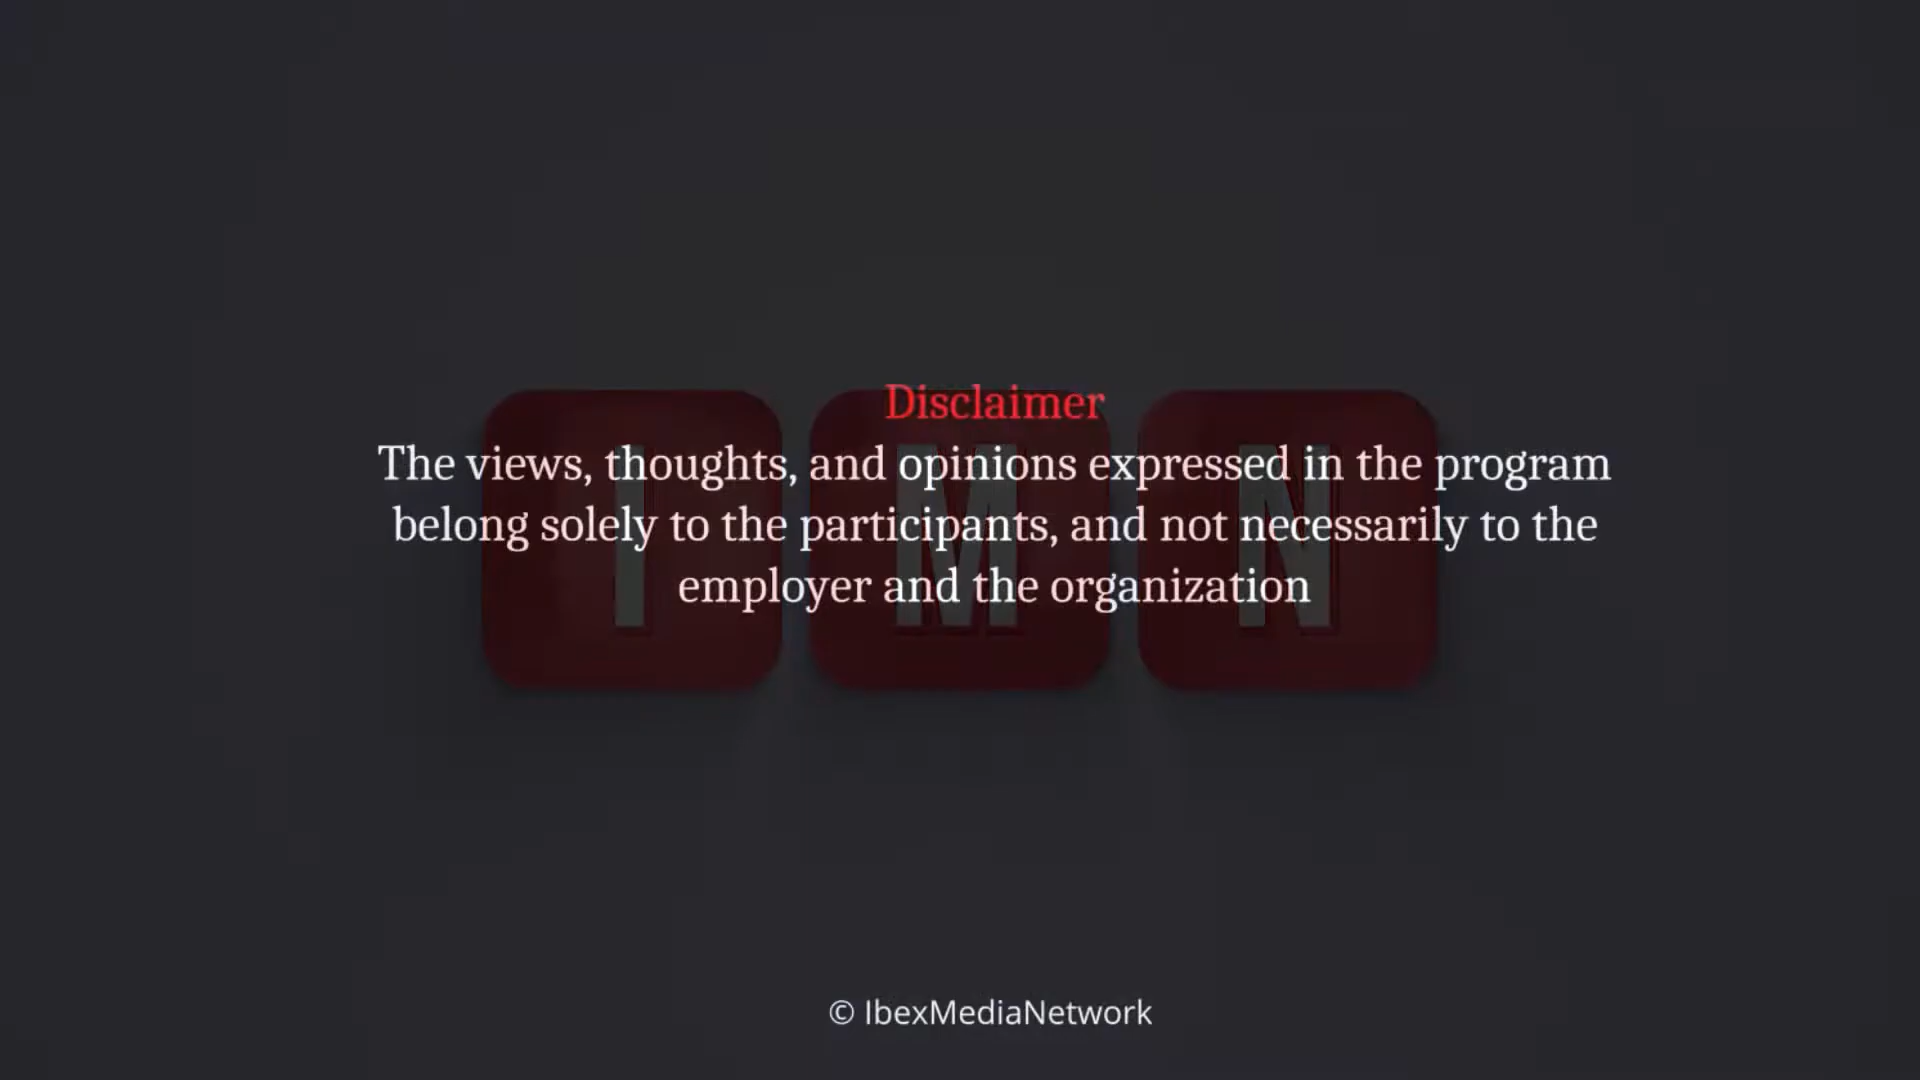 Disclaimer
The views, thoughts, and opinions expressed in the program
belong solely to the participants, and not necessarily to the
employer and the organization
I M N
© IbexMediaNetwork